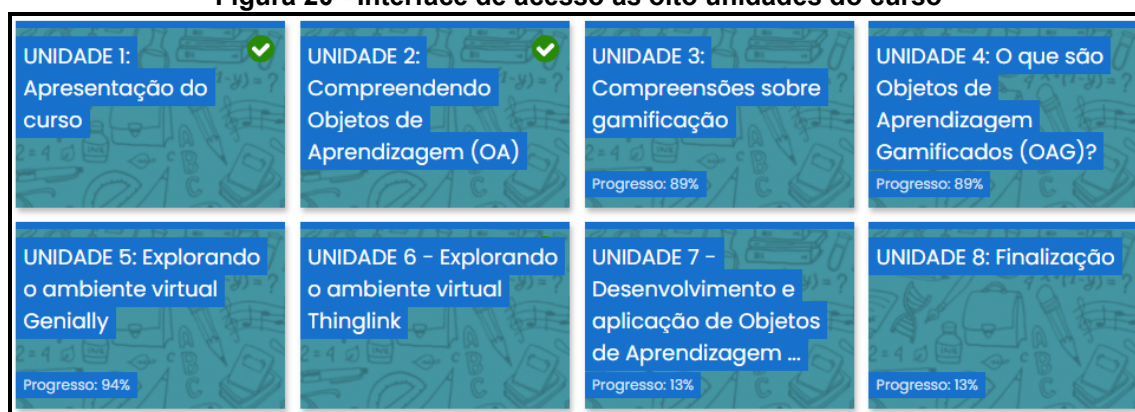 Figura 20 - Interface de acesso às oito unidades do curso
UNIDADE 1:
Apresentação do
curso
UNIDADE 2:
Compreendendo
Objetos de
Aprendizagem (OA)
UNIDADE 3:
Compreensões sobre
gamificação
Progresso: 89%
UNIDADE 4: O que são
Objetos de
Aprendizagem
Gamificados (OAG)?
Progresso: 89%
UNIDADE 5: Explorando
o ambiente virtual
Genially
Progresso: 94%
UNIDADE 6 - Explorando
o ambiente virtual
Thinglink
UNIDADE 7 -
Desenvolvimento e
aplicação de Objetos
de Aprendizagem ...
Progresso: 13%
UNIDADE 8: Finalização
Progresso: 13%